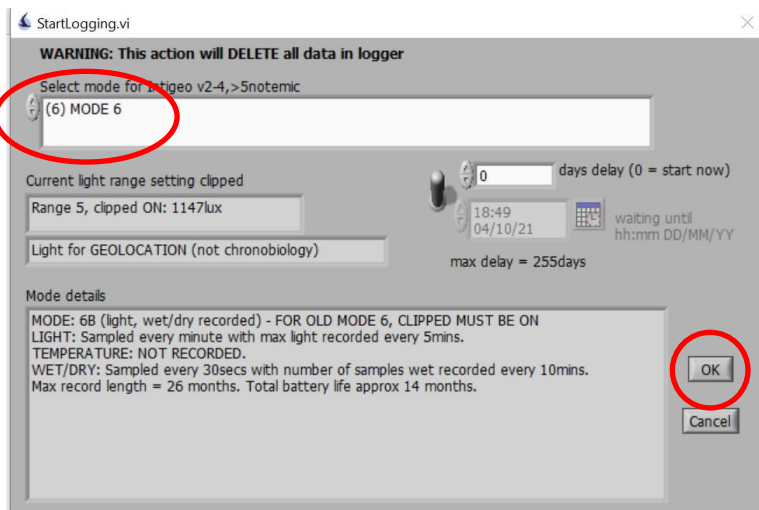 StartLogging.vi
WARNING: This action will DELETE all data in logger
Select mode for Intigeo v2-4,>5notemic
(6) MODE 6
Current light range setting clipped
Range 5, clipped ON: 1147lux
Light for GEOLOCATION (not chronobiology)
0
days delay (0 = start now)
18:49
04/10/21
waiting until
hh:mm DD/MM/YY
max delay = 255days
Mode details
MODE: 6B (light, wet/dry recorded) - FOR OLD MODE 6, CLIPPED MUST BE ON
LIGHT: Sampled every minute with max light recorded every 5mins.
TEMPERATURE: NOT RECORDED.
WET/DRY: Sampled every 30secs with number of samples wet recorded every 10mins.
Max record length = 26 months. Total battery life approx 14 months.
OK
Cancel